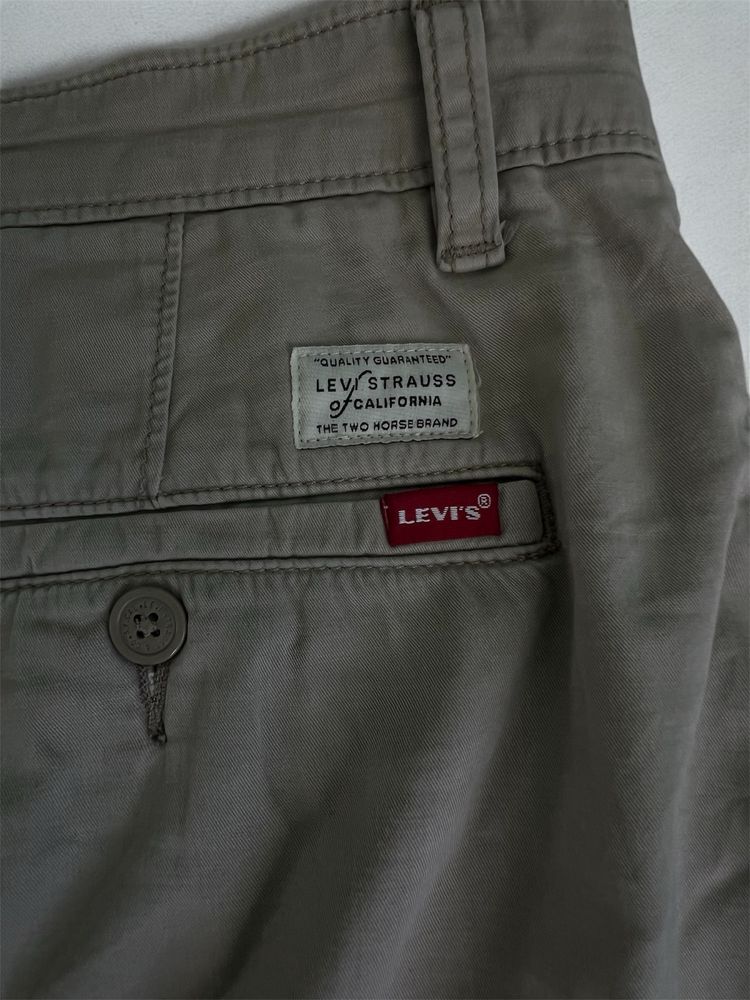 "QUALITY GUARANTEED"
LEVI STRAUSS
of CALIFORNIA
THE TWO HORSE BRAND
LEVI'S®